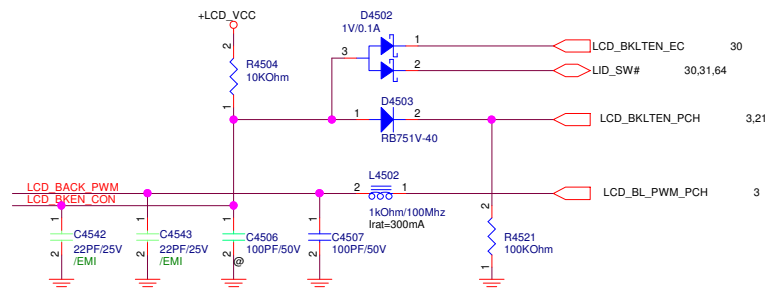 +LCD_VCC
D4502
1V/0.1A
2
R4504
10KOhm
1
3
1
2
LCD_BKLTEN_EC 30
LID_SW# 30,31,64
D4503
1
2
RB751V-40
LCD_BKLTEN_PCH 3,21
LCD_BACK_PWM
LCD_BKEN_CON
L4502
2
1
1kOhm/100Mhz
Irat=300mA
LCD_BL_PWM_PCH 3
1
C4542
22PF/25V
2
/EMI
1
C4543
22PF/25V
2
/EMI
1
C4506
100PF/50V
2
@
1
C4507
100PF/50V
2
2
R4521
100KOhm
1